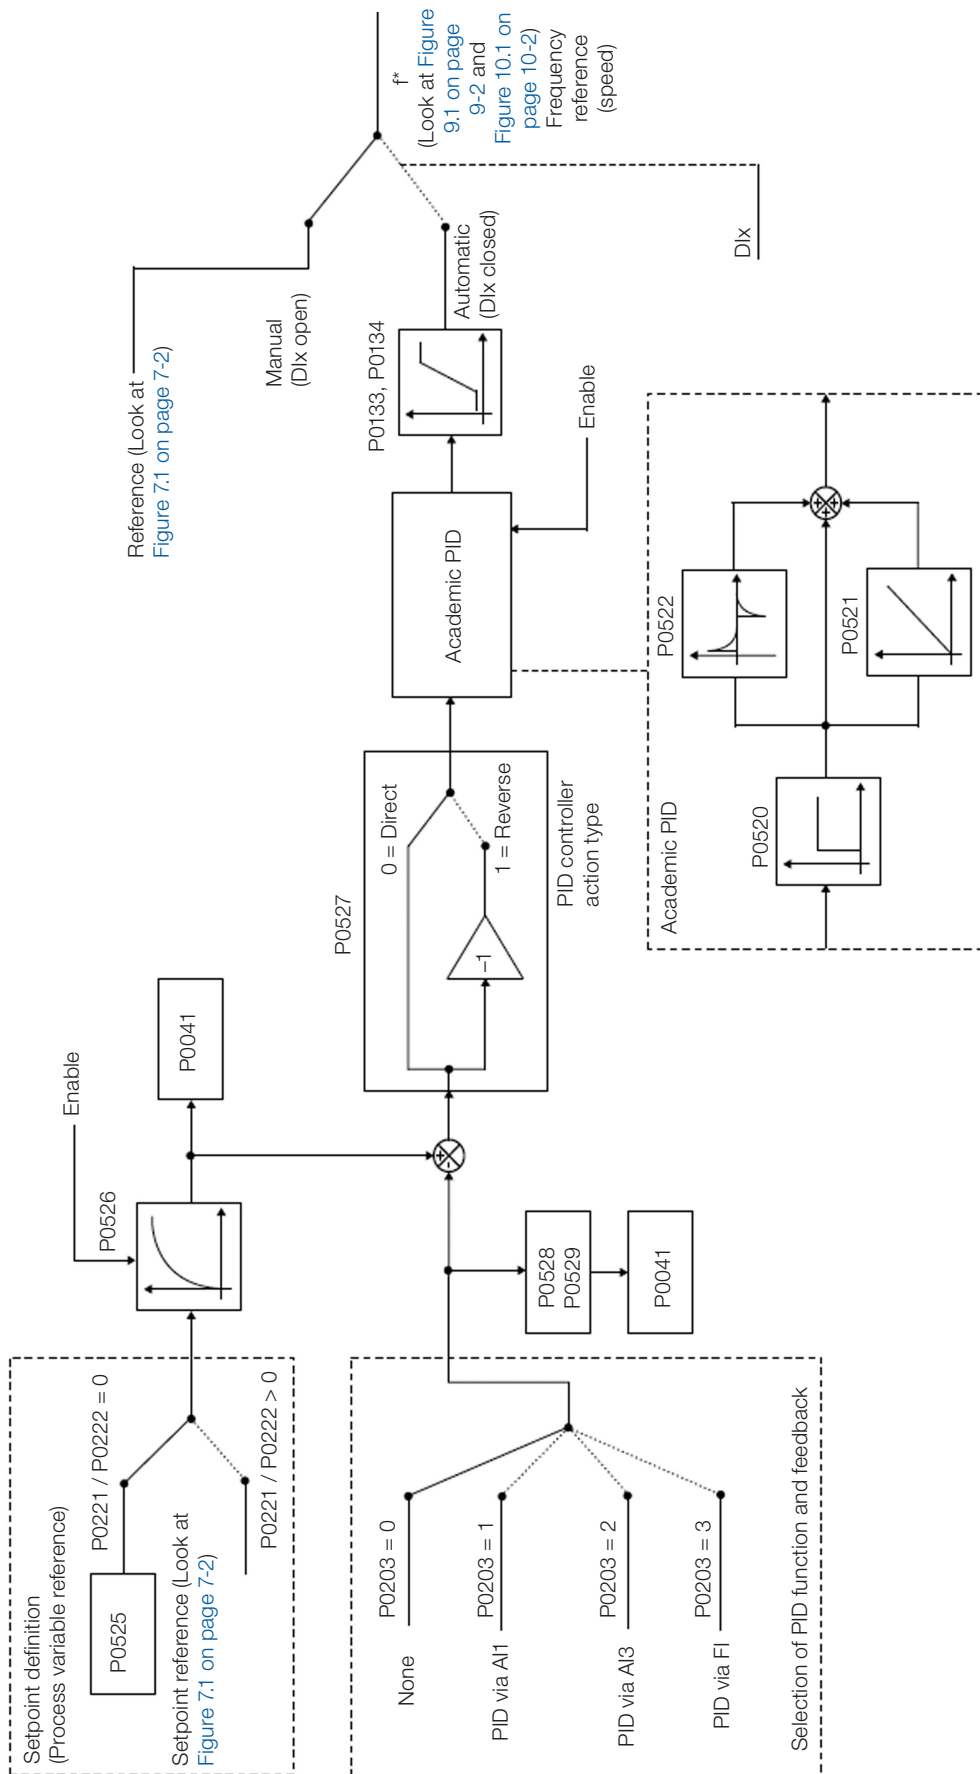 Setpoint definition
(Process variable reference)
P0525
P0221 / P0222 = 0
Setpoint reference (Look at
Figure 7.1 on page 7-2)
P0221 / P0222 > 0
Enable
P0526
P0041
None
P0203 = 0
PID via AI1
P0203 = 1
PID via AI3
P0203 = 2
PID via FI
P0203 = 3
Selection of PID function and feedback
P0528
P0529
P0041
+
-
P0527
0 = Direct
–1
1 = Reverse
PID controller
action type
Academic PID
Enable
P0133, P0134
Reference (Look at
Figure 7.1 on page 7-2)
Manual
(DIx open)
Automatic
(DIx closed)
DIx
f*
(Look at Figure
9.1 on page
9-2 and
Figure 10.1 on
page 10-2)
Frequency
reference
(speed)
Academic PID
P0520
P0522
P0521
+
+
+